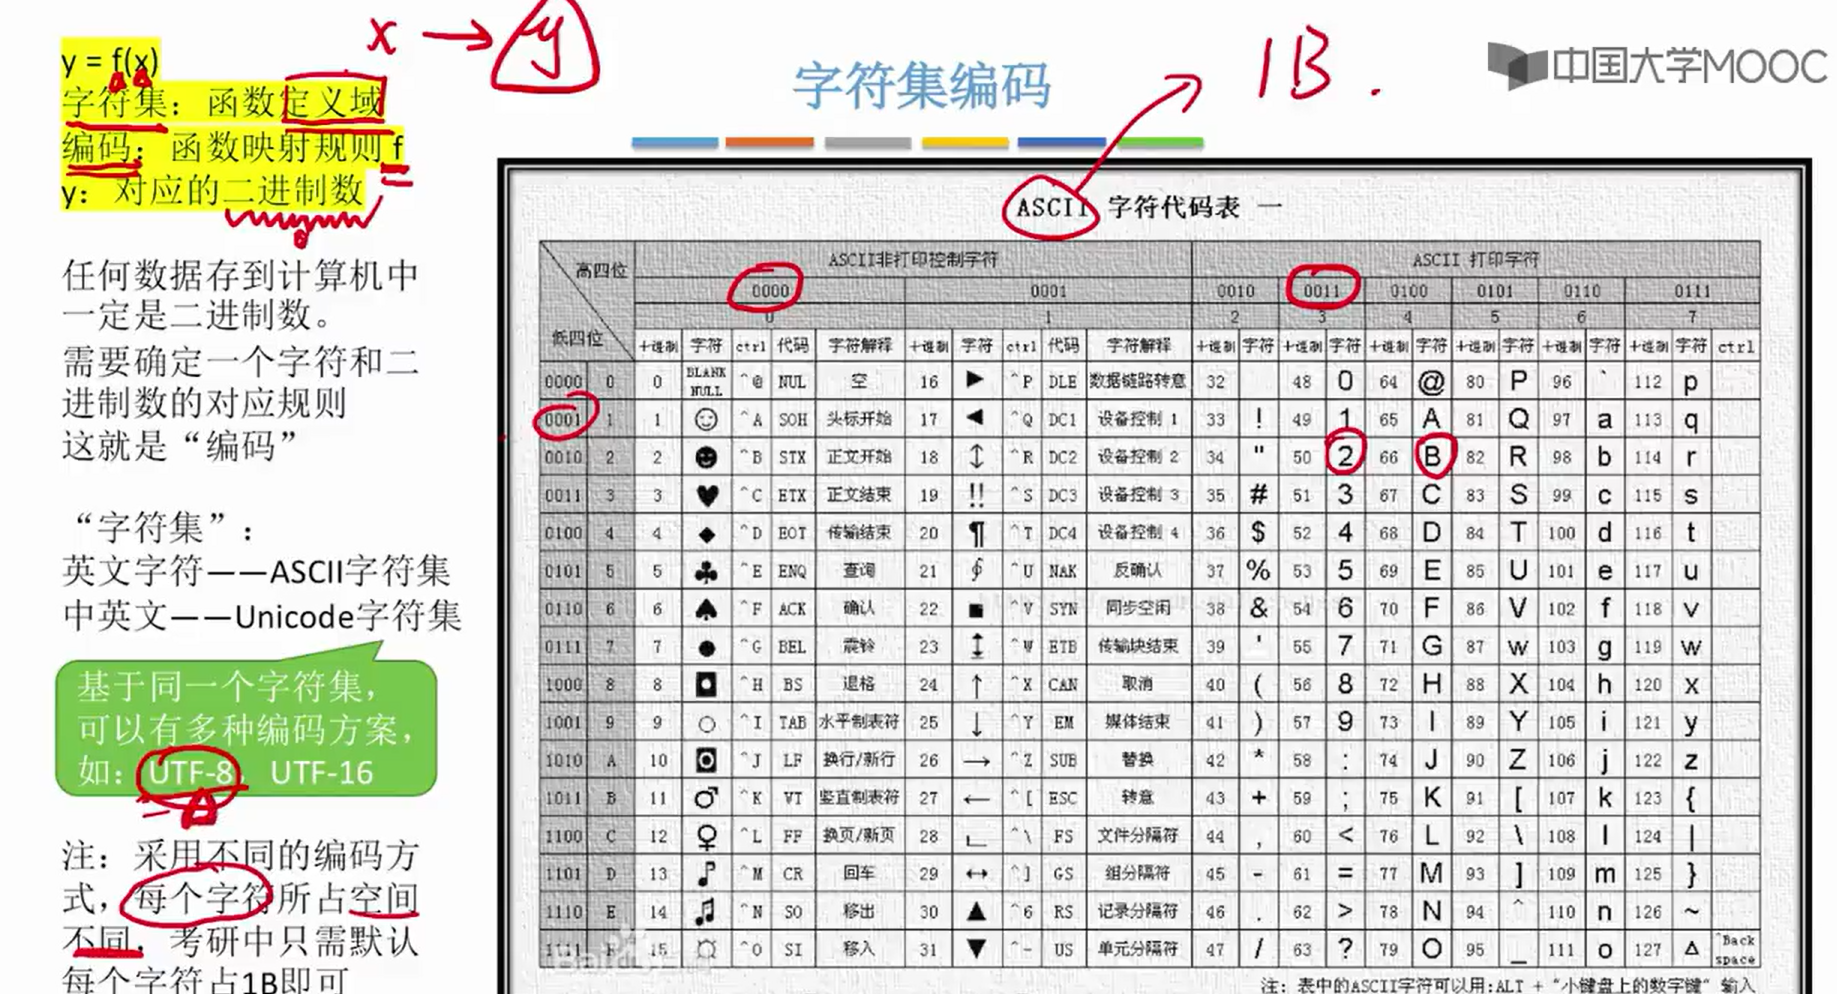 y = f(x)
字符集：函数定义域
编码：函数映射规则 f
y：对应的二进制数
x → y
字符集编码
1B.
中国大学MOOC
任何数据存到计算机中
一定是二进制数。
需要确定一个字符和二
进制数的对应规则
这就是“编码”
“字符集”：
英文字符——ASCII字符集
中英文——Unicode字符集
基于同一个字符集，
可以有多种编码方案，
如：UTF-8，UTF-16
注：采用不同的编码方
式，每个字符所占空间
不同，考研中只需默认
每个字符占1B即可
ASCII 字符代码表 一
高四位 ASCII非打印控制字符 ASCII 打印字符
0000 0001 0010 0011 0100 0101 0110 0111
0 1 2 3 4 5 6 7
低四位 十进制 字符 ctrl 代码 字符解释 十进制 字符 ctrl 代码 字符解释 十进制 字符 十进制 字符 十进制 字符 十进制 字符 十进制 字符 十进制 字符 ctrl
0000 0 0 BLANK NULL ^@ NUL 空 16 ► ^P DLE 数据链路转意 32 48 0 64 @ 80 P 96 ` 112 p
0001 1 1 ☺ ^A SOH 头标开始 17 ◄ ^Q DC1 设备控制 1 33 ! 49 1 65 A 81 Q 97 a 113 q
0010 2 2 ☻ ^B STX 正文开始 18 ↕ ^R DC2 设备控制 2 34 " 50 2 66 B 82 R 98 b 114 r
0011 3 3 ♥ ^C ETX 正文结束 19 !! ^S DC3 设备控制 3 35 # 51 3 67 C 83 S 99 c 115 s
0100 4 4 ◆ ^D EOT 传输结束 20 ¶ ^T DC4 设备控制 4 36 $ 52 4 68 D 84 T 100 d 116 t
0101 5 5 ♣ ^E ENQ 查询 21 ∮ ^U NAK 反确认 37 % 53 5 69 E 85 U 101 e 117 u
0110 6 6 ♠ ^F ACK 确认 22 ■ ^V SYN 同步空闲 38 & 54 6 70 F 86 V 102 f 118 v
0111 7 7 ● ^G BEL 震铃 23 ↨ ^W ETB 传输块结束 39 ' 55 7 71 G 87 w 103 g 119 w
1000 8 8 ◘ ^H BS 退格 24 ↑ ^X CAN 取消 40 ( 56 8 72 H 88 X 104 h 120 x
1001 9 9 ○ ^I TAB 水平制表符 25 ↓ ^Y EM 媒体结束 41 ) 57 9 73 I 89 Y 105 i 121 y
1010 A 10 ◙ ^J LF 换行/新行 26 → ^Z SUB 替换 42 * 58 : 74 J 90 Z 106 j 122 z
1011 B 11 ♂ ^K VT 竖直制表符 27 ← ^[ ESC 转意 43 + 59 ; 75 K 91 [ 107 k 123 {
1100 C 12 ♀ ^L FF 换页/新页 28 ∟ ^\ FS 文件分隔符 44 , 60 < 76 L 92 \ 108 l 124 |
1101 D 13 ♪ ^M CR 回车 29 ↔ ^] GS 组分隔符 45 - 61 = 77 M 93 ] 109 m 125 }
1110 E 14 ♫ ^N SO 移出 30 ▲ ^6 RS 记录分隔符 46 . 62 > 78 N 94 ^ 110 n 126 ~
1111 15 ☼ ^O SI 移入 31 ▼ ^- US 单元分隔符 47 / 63 ? 79 O 95 _ 111 o 127 Δ ^Back space
注：表中的ASCII字符可以用:ALT + "小键盘上的数字键" 输入